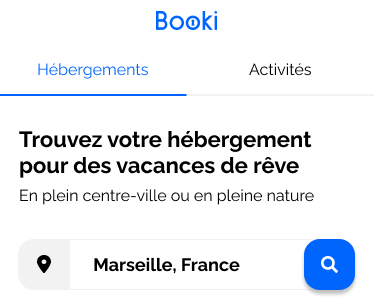 Booki
Hébergements
Activités
Trouvez votre hébergement
pour des vacances de rêve
En plein centre-ville ou en pleine nature
Marseille, France